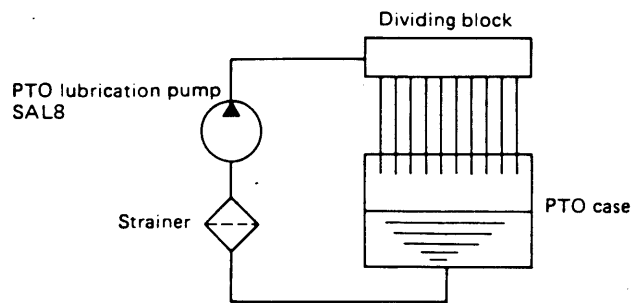 Dividing block
PTO lubrication pump
SAL8
Strainer
PTO case